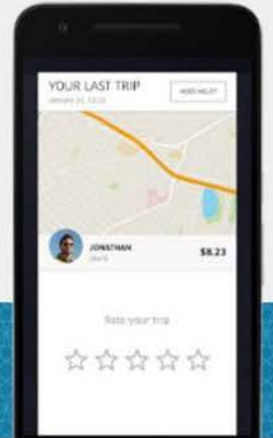 YOUR LAST TRIP
NEED HELP?
JONATHAN
$8.23
Rate your trip